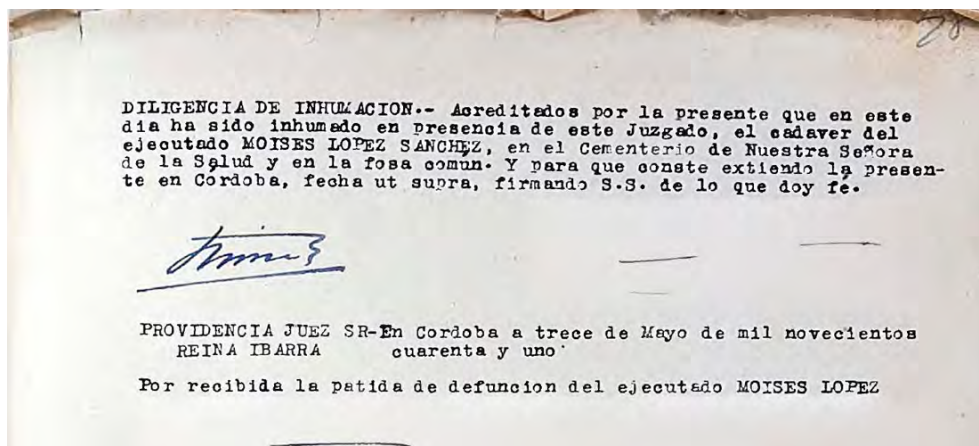 28
DILIGENCIA DE INHUMACION.- Acreditados por la presente que en este
dia ha sido inhumado en presencia de este Juzgado, el cadaver del
ejecutado MOISES LOPEZ SANCHEZ, en el Cementerio de Nuestra Señora
de la Salud y en la fosa comun. Y para que conste extiendo la presen-
te en Cordoba, fecha ut supra, firmando S.S. de lo que doy fe.
PROVIDENCIA JUEZ SR-En Cordoba a trece de Mayo de mil novecientos
REINA IBARRA cuarenta y uno
Por recibida la patida de defuncion del ejecutado MOISES LOPEZ